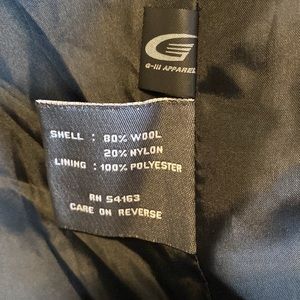 G-III APPAREL
SHELL : 80% WOOL
20% NYLON
LINING : 100% POLYESTER
RN 54163
CARE ON REVERSE